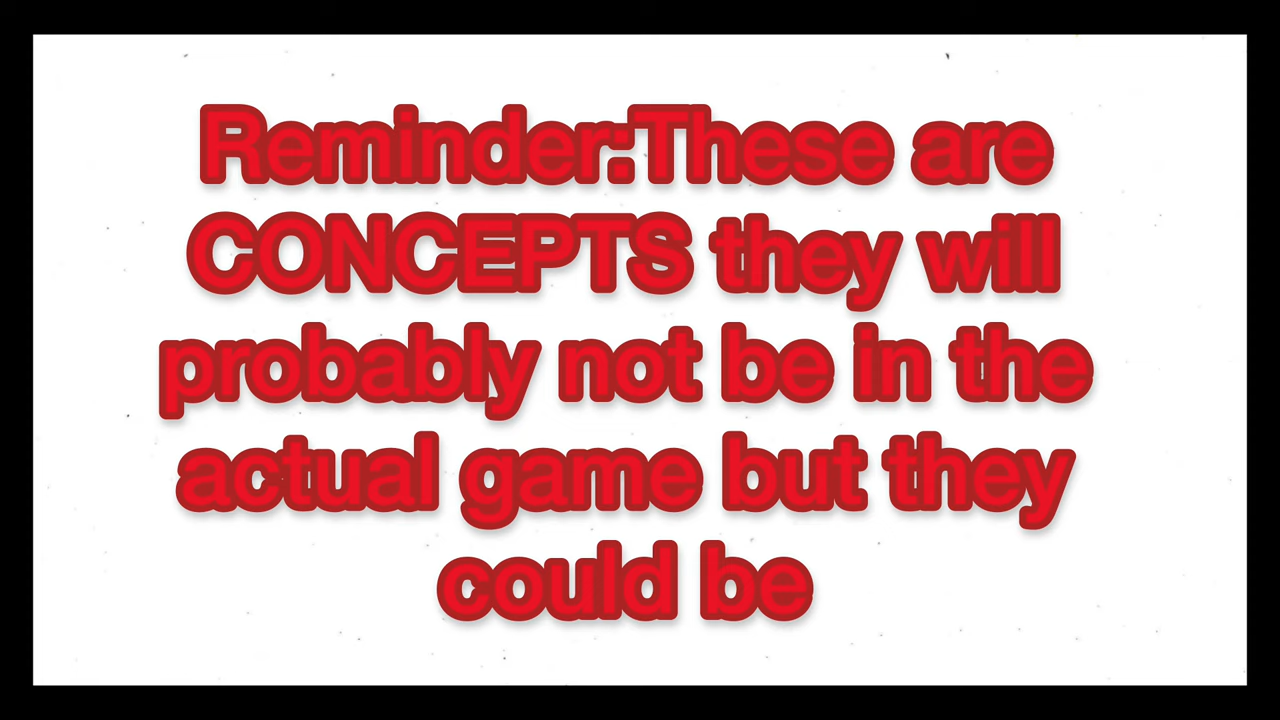 Reminder:These are
CONCEPTS they will
probably not be in the
actual game but they
could be